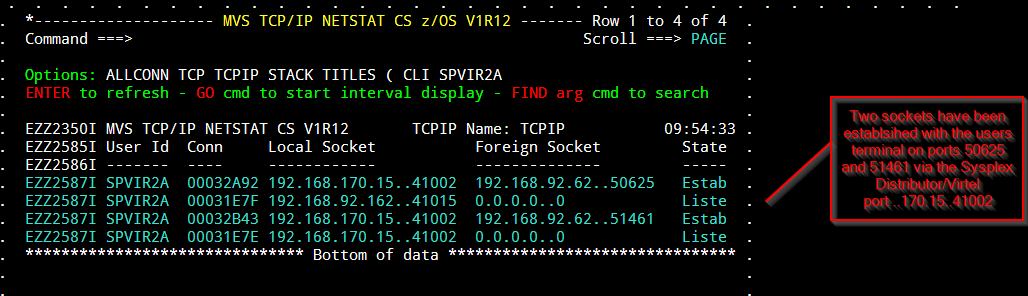 *-------------------- MVS TCP/IP NETSTAT CS z/OS V1R12 ------- Row 1 to 4 of 4
Command ===> Scroll ===> PAGE
Options: ALLCONN TCP TCPIP STACK TITLES ( CLI SPVIR2A
ENTER to refresh - GO cmd to start interval display - FIND arg cmd to search
EZZ2350I MVS TCP/IP NETSTAT CS V1R12 TCPIP Name: TCPIP 09:54:33
EZZ2585I User Id Conn Local Socket Foreign Socket State
EZZ2586I ------- ---- ------------ -------------- -----
EZZ2587I SPVIR2A 00032A92 192.168.170.15..41002 192.168.92.62..50625 Estab
EZZ2587I SPVIR2A 00031E7F 192.168.92.162..41015 0.0.0.0..0 Liste
EZZ2587I SPVIR2A 00032B43 192.168.170.15..41002 192.168.92.62..51461 Estab
EZZ2587I SPVIR2A 00031E7E 192.168.170.15..41002 0.0.0.0..0 Liste
******************************* Bottom of data ********************************
Two sockets have been
establsihed with the users
terminal on ports 50625
and 51461 via the Sysplex
Distributor/Virtel
port ..170.15..41002